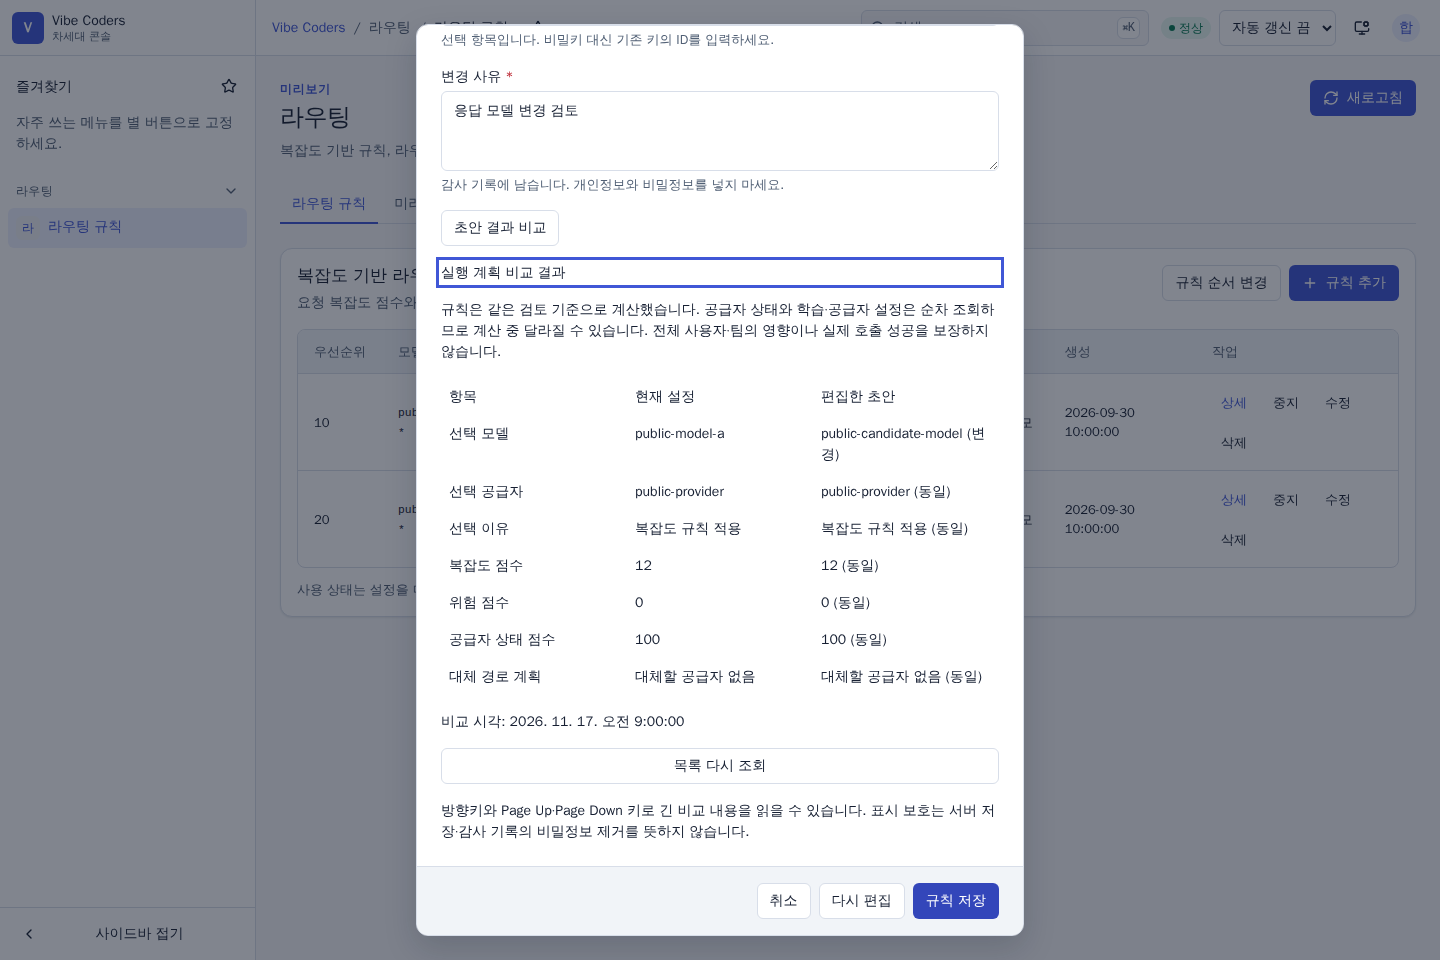 V
Vibe Coders
차세대 콘솔
Vibe Coders / 라우팅
⌘K
정상
자동 갱신 끔
합
즐겨찾기
자주 쓰는 메뉴를 별 버튼으로 고정
하세요.
라우팅
라 라우팅 규칙
사이드바 접기
미리보기
라우팅
복잡도 기반 규칙,
새로고침
라우팅 규칙
복잡도 기반
요청 복잡도 점수와
규칙 순서 변경
규칙 추가
우선순위
생성
작업
10
*
2026-09-30
10:00:00
상세 중지 수정
삭제
20
*
2026-09-30
10:00:00
상세 중지 수정
삭제
사용 상태는 설정을
선택 항목입니다. 비밀키 대신 기존 키의 ID를 입력하세요.
변경 사유 *
응답 모델 변경 검토
감사 기록에 남습니다. 개인정보와 비밀정보를 넣지 마세요.
초안 결과 비교
실행 계획 비교 결과
규칙은 같은 검토 기준으로 계산했습니다. 공급자 상태와 학습·공급자 설정은 순차 조회하
므로 계산 중 달라질 수 있습니다. 전체 사용자·팀의 영향이나 실제 호출 성공을 보장하지
않습니다.
항목 현재 설정 편집한 초안
선택 모델 public-model-a public-candidate-model (변
경)
선택 공급자 public-provider public-provider (동일)
선택 이유 복잡도 규칙 적용 복잡도 규칙 적용 (동일)
복잡도 점수 12 12 (동일)
위험 점수 0 0 (동일)
공급자 상태 점수 100 100 (동일)
대체 경로 계획 대체할 공급자 없음 대체할 공급자 없음 (동일)
비교 시각: 2026. 11. 17. 오전 9:00:00
목록 다시 조회
방향키와 Page Up·Page Down 키로 긴 비교 내용을 읽을 수 있습니다. 표시 보호는 서버 저
장·감사 기록의 비밀정보 제거를 뜻하지 않습니다.
취소
다시 편집
규칙 저장